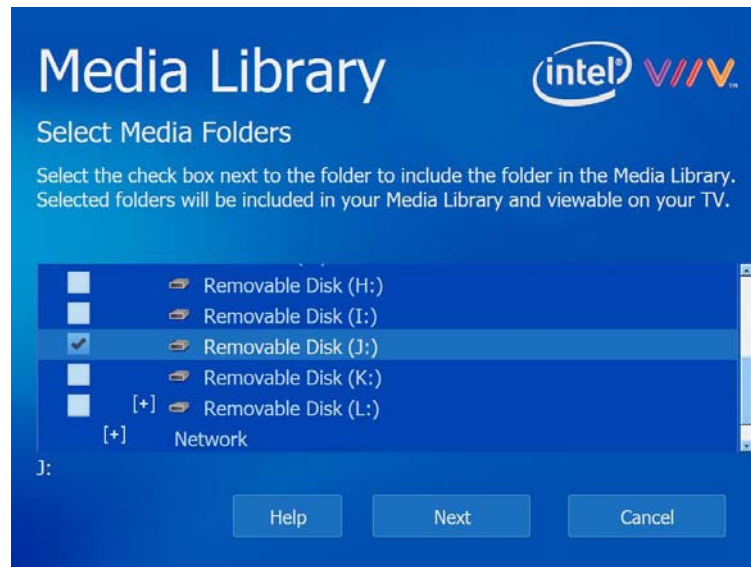 Media Library
intel® VIIV™
Select Media Folders
Select the check box next to the folder to include the folder in the Media Library.
Selected folders will be included in your Media Library and viewable on your TV.
Removable Disk (H:)
Removable Disk (I:)
Removable Disk (J:)
Removable Disk (K:)
[+] Removable Disk (L:)
[+] Network
J:
Help
Next
Cancel